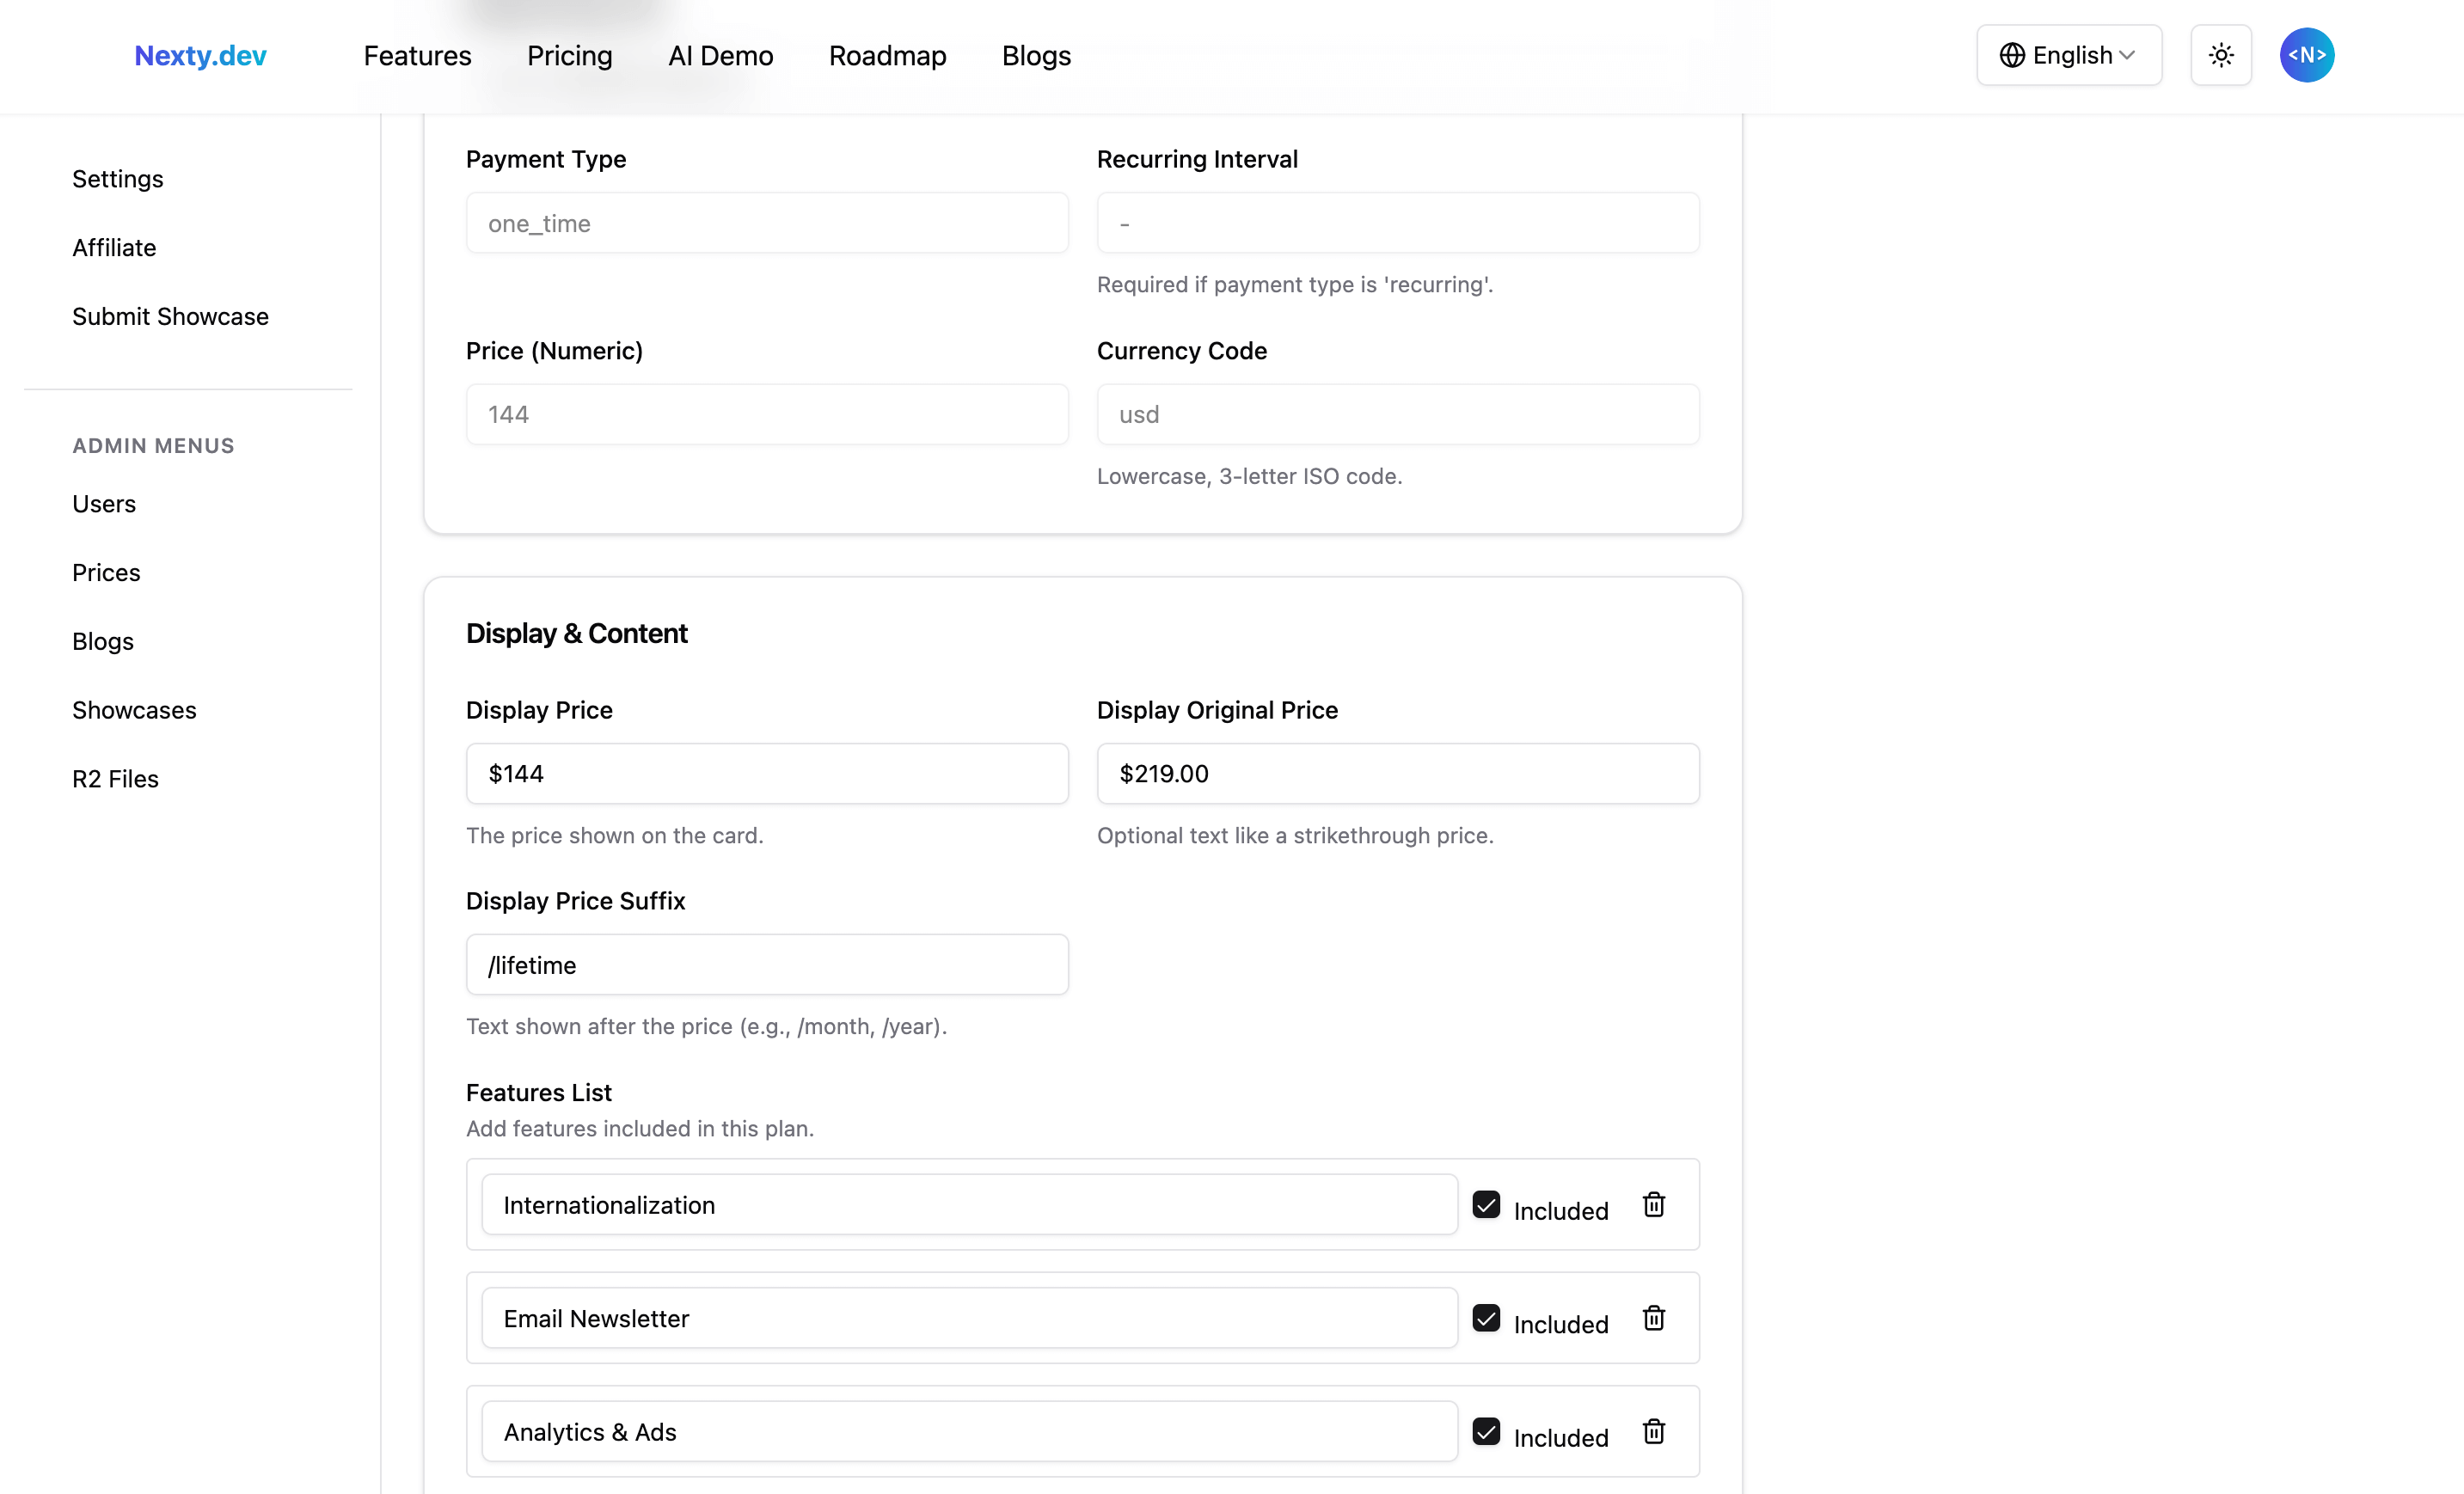 Nexty.dev
Features
Pricing
AI Demo
Roadmap
Blogs
English
<N>
Settings
Affiliate
Submit Showcase
ADMIN MENUS
Users
Prices
Blogs
Showcases
R2 Files
Payment Type
one_time
Recurring Interval
-
Required if payment type is 'recurring'.
Price (Numeric)
144
Currency Code
usd
Lowercase, 3-letter ISO code.
Display & Content
Display Price
$144
The price shown on the card.
Display Original Price
$219.00
Optional text like a strikethrough price.
Display Price Suffix
/lifetime
Text shown after the price (e.g., /month, /year).
Features List
Add features included in this plan.
Internationalization
Included
Email Newsletter
Included
Analytics & Ads
Included